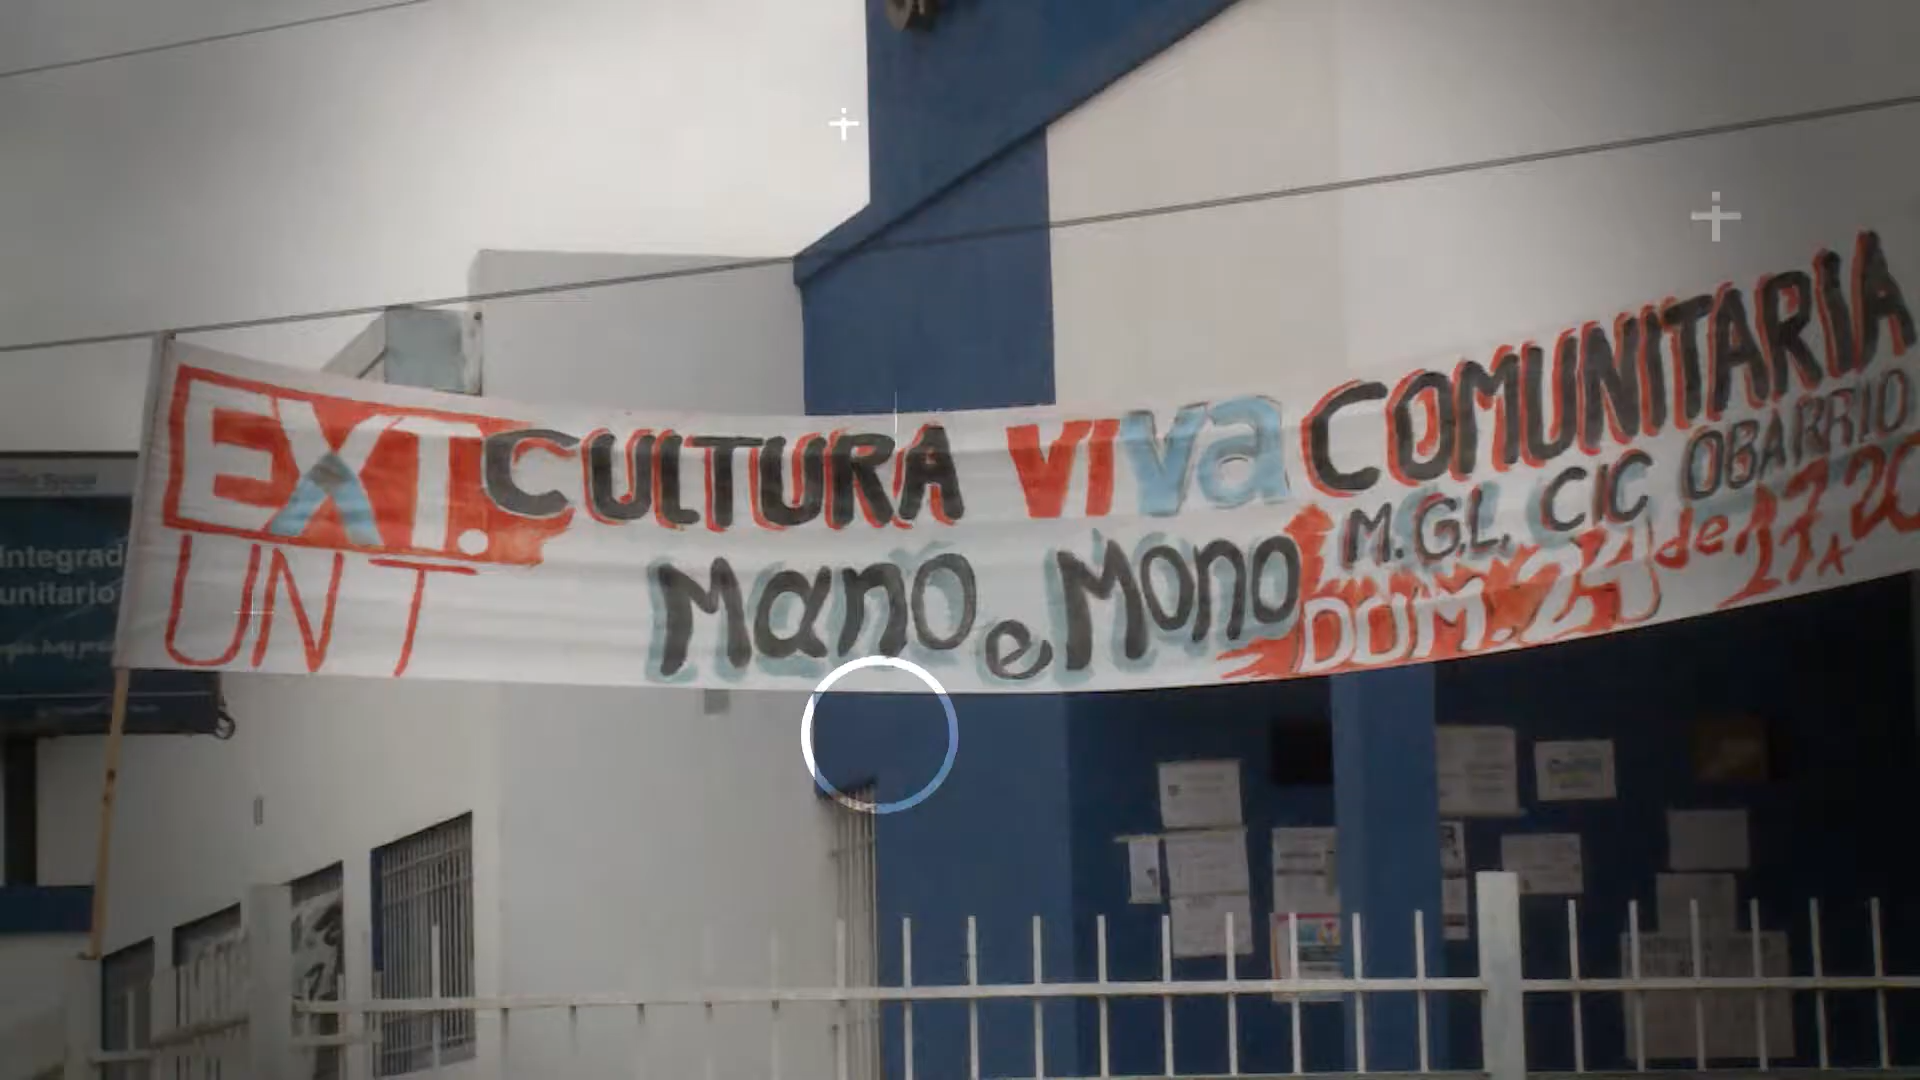 EXT. CULTURA VIVA COMUNITARIA
UNT Mano e Mono M.G.L. CIC OBARRIO
DOM. 24 de 17 A 20
Integrad
unitario